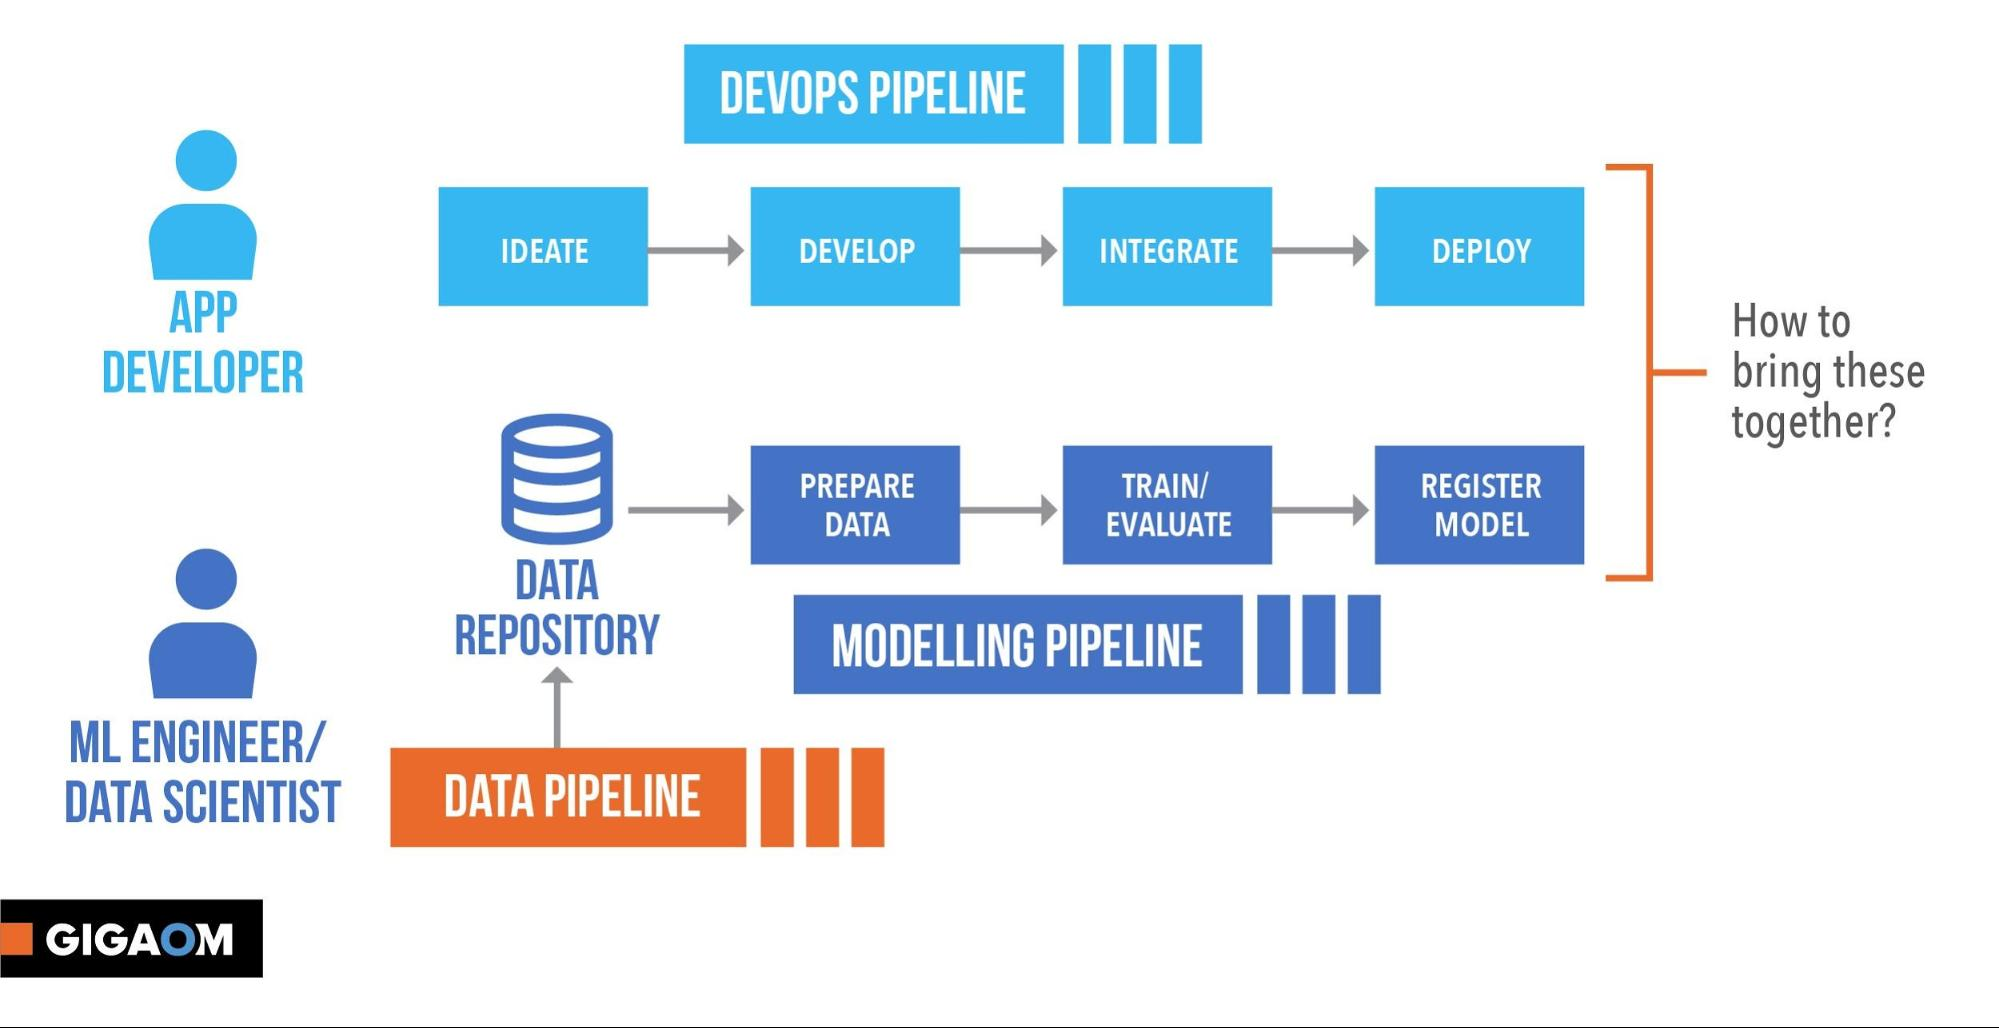 DEVOPS PIPELINE
IDEATE
DEVELOP
INTEGRATE
DEPLOY
APP
DEVELOPER
How to
bring these
together?
PREPARE
DATA
TRAIN/
EVALUATE
REGISTER
MODEL
DATA
REPOSITORY
MODELLING PIPELINE
ML ENGINEER/
DATA SCIENTIST
DATA PIPELINE
GIGAOM